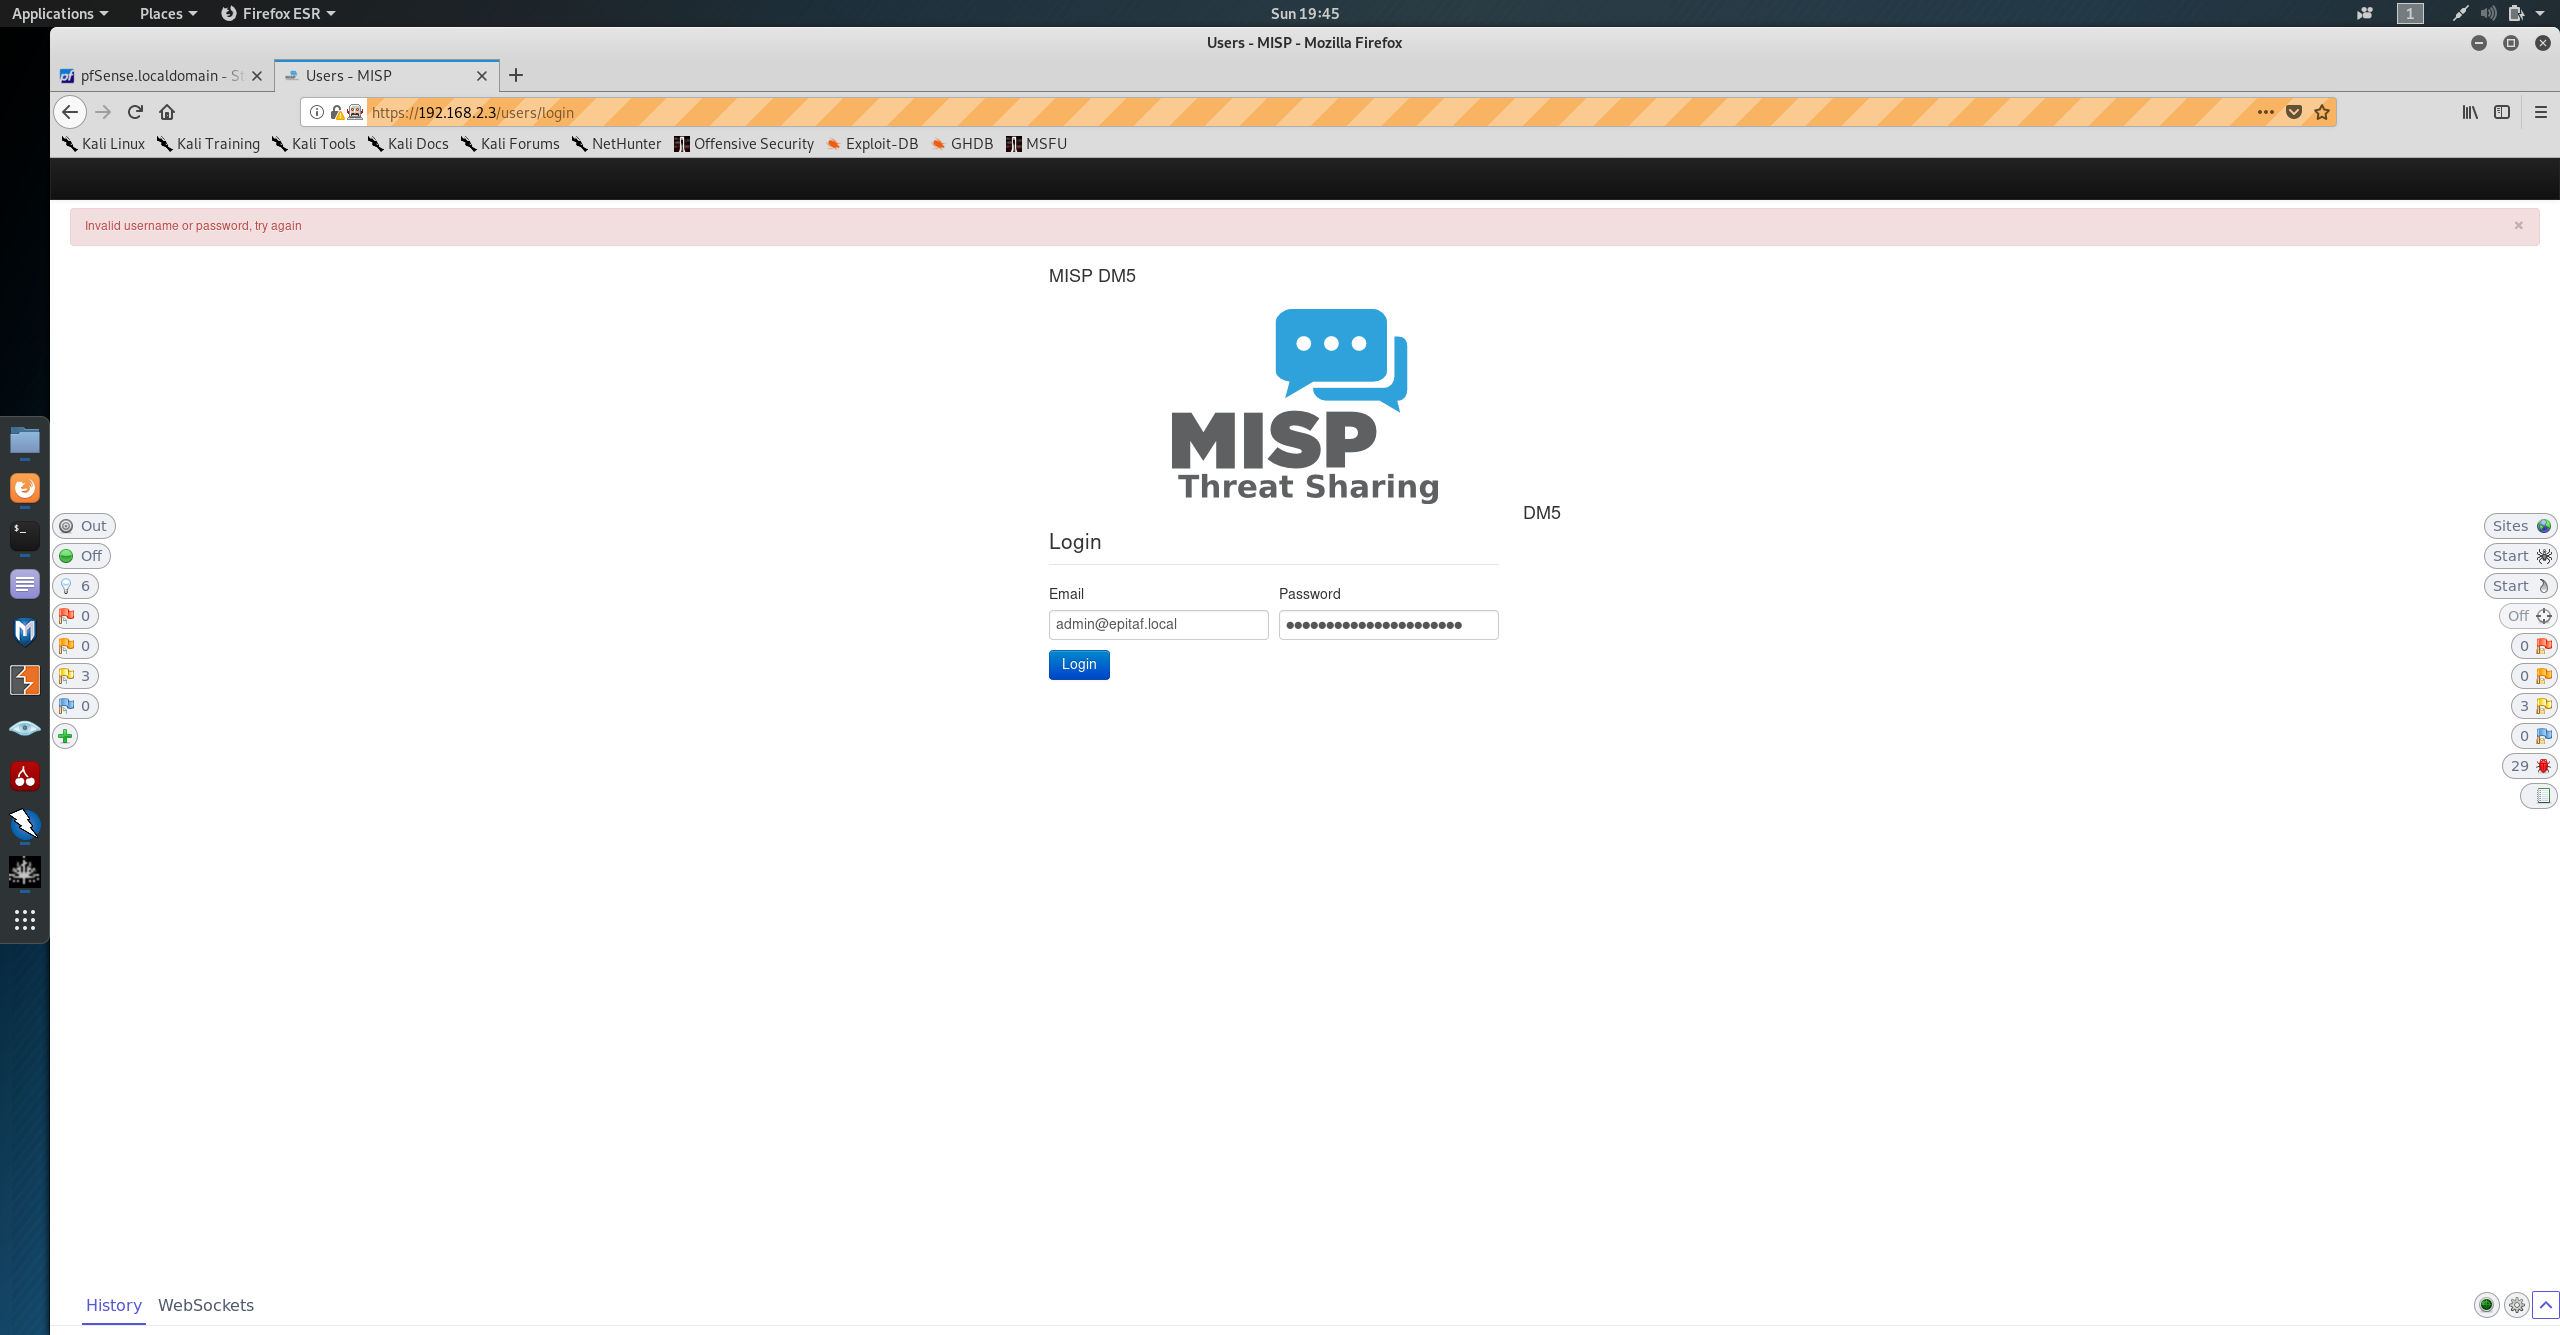 Applications Places Firefox ESR Sun 19:45 1
Users - MISP - Mozilla Firefox
pfSense.localdomain - St Users - MISP
https://192.168.2.3/users/login
Kali Linux Kali Training Kali Tools Kali Docs Kali Forums NetHunter Offensive Security Exploit-DB GHDB MSFU
Invalid username or password, try again
MISP DM5
MISP
Threat Sharing
DM5
Login
Email Password
admin@epitaf.local
Login
Out
Off
6
0
0
3
0
Sites
Start
Start
Off
0
0
3
0
29
History WebSockets